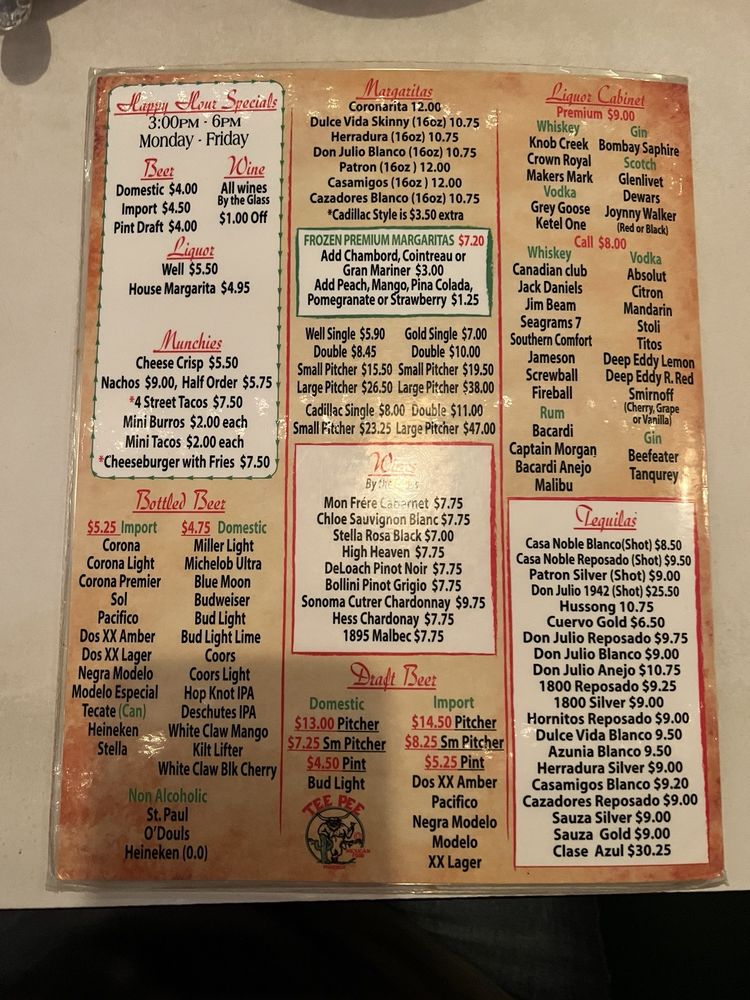 Happy Hour Specials
3:00PM - 6PM
Monday - Friday
Beer
Domestic $4.00
Import $4.50
Pint Draft $4.00
Wine
All wines
By the Glass
$1.00 Off
Liquor
Well $5.50
House Margarita $4.95
Munchies
Cheese Crisp $5.50
Nachos $9.00, Half Order $5.75
*4 Street Tacos $7.50
Mini Burros $2.00 each
Mini Tacos $2.00 each
*Cheeseburger with Fries $7.50
Bottled Beer
$5.25 Import
Corona
Corona Light
Corona Premier
Sol
Pacifico
Dos XX Amber
Dos XX Lager
Negra Modelo
Modelo Especial
Tecate (Can)
Heineken
Stella
$4.75 Domestic
Miller Light
Michelob Ultra
Blue Moon
Budweiser
Bud Light
Bud Light Lime
Coors
Coors Light
Hop Knot IPA
Deschutes IPA
White Claw Mango
Kilt Lifter
White Claw Blk Cherry
Non Alcoholic
St. Paul
O'Douls
Heineken (0.0)
Margaritas
Coronarita 12.00
Dulce Vida Skinny (16oz) 10.75
Herradura (16oz) 10.75
Don Julio Blanco (16oz) 10.75
Patron (16oz ) 12.00
Casamigos (16oz ) 12.00
Cazadores Blanco (16oz) 10.75
*Cadillac Style is $3.50 extra
FROZEN PREMIUM MARGARITAS $7.20
Add Chambord, Cointreau or
Gran Mariner $3.00
Add Peach, Mango, Pina Colada,
Pomegranate or Strawberry $1.25
Well Single $5.90 Gold Single $7.00
Double $8.45 Double $10.00
Small Pitcher $15.50 Small Pitcher $19.50
Large Pitcher $26.50 Large Pitcher $38.00
Cadillac Single $8.00 Double $11.00
Small Pitcher $23.25 Large Pitcher $47.00
Wines
By the Glass
Mon Frére Cabernet $7.75
Chloe Sauvignon Blanc $7.75
Stella Rosa Black $7.00
High Heaven $7.75
DeLoach Pinot Noir $7.75
Bollini Pinot Grigio $7.75
Sonoma Cutrer Chardonnay $9.75
Hess Chardonay $7.75
1895 Malbec $7.75
Draft Beer
Domestic
$13.00 Pitcher
$7.25 Sm Pitcher
$4.50 Pint
Bud Light
TEE PEE
Import
$14.50 Pitcher
$8.25 Sm Pitcher
$5.25 Pint
Dos XX Amber
Pacifico
Negra Modelo
Modelo
XX Lager
Liquor Cabinet
Premium $9.00
Whiskey
Knob Creek
Crown Royal
Makers Mark
Vodka
Grey Goose
Ketel One
Gin
Bombay Saphire
Scotch
Glenlivet
Dewars
Joynny Walker
(Red or Black)
Call $8.00
Whiskey
Canadian club
Jack Daniels
Jim Beam
Seagrams 7
Southern Comfort
Jameson
Screwball
Fireball
Rum
Bacardi
Captain Morgan
Bacardi Anejo
Malibu
Vodka
Absolut
Citron
Mandarin
Stoli
Titos
Deep Eddy Lemon
Deep Eddy R. Red
Smirnoff
(Cherry, Grape
or Vanilla)
Gin
Beefeater
Tanqurey
Tequilas
Casa Noble Blanco(Shot) $8.50
Casa Noble Reposado (Shot) $9.50
Patron Silver (Shot) $9.00
Don Julio 1942 (Shot) $25.50
Hussong 10.75
Cuervo Gold $6.50
Don Julio Reposado $9.75
Don Julio Blanco $9.00
Don Julio Anejo $10.75
1800 Reposado $9.25
1800 Silver $9.00
Hornitos Reposado $9.00
Dulce Vida Blanco 9.50
Azunia Blanco 9.50
Herradura Silver $9.00
Casamigos Blanco $9.20
Cazadores Reposado $9.00
Sauza Silver $9.00
Sauza Gold $9.00
Clase Azul $30.25